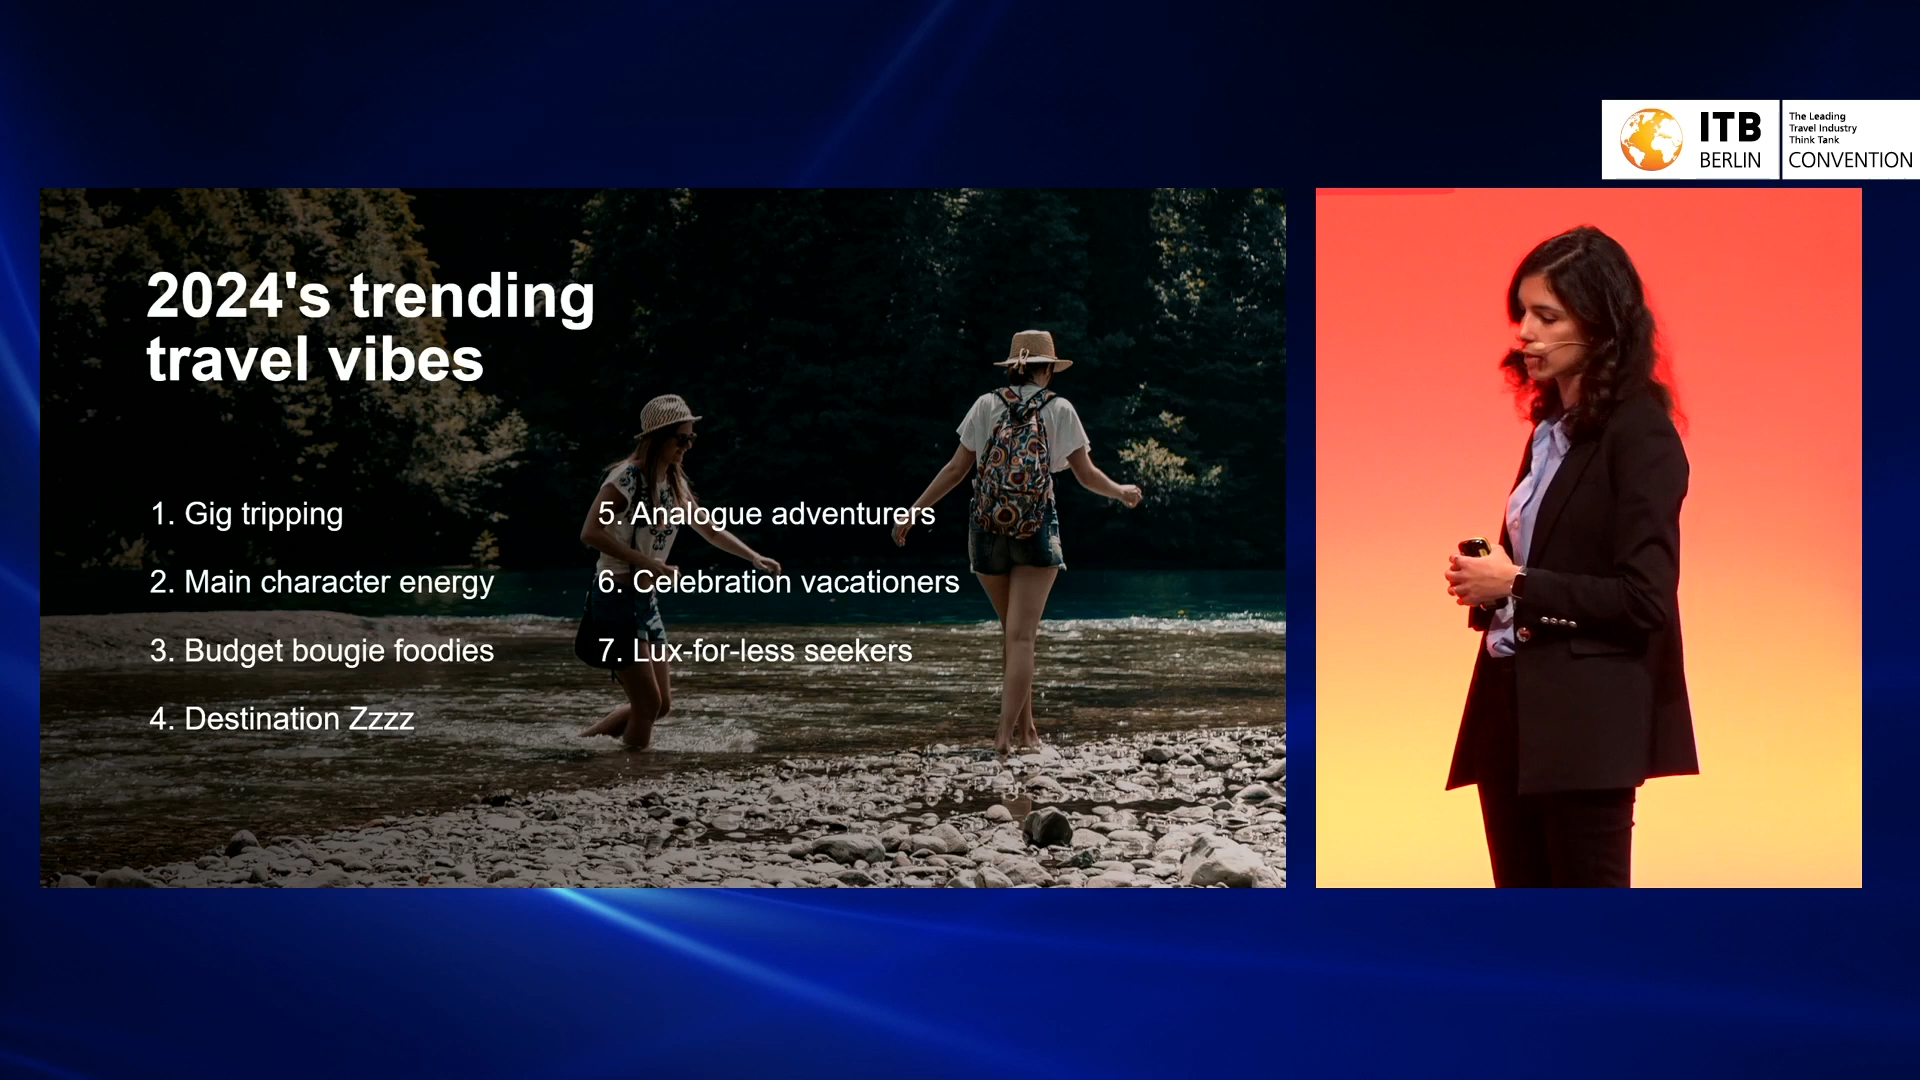 ITB
BERLIN
The Leading
Travel Industry
Think Tank
CONVENTION
2024's trending
travel vibes
1. Gig tripping
2. Main character energy
3. Budget bougie foodies
4. Destination Zzzz
5. Analogue adventurers
6. Celebration vacationers
7. Lux-for-less seekers